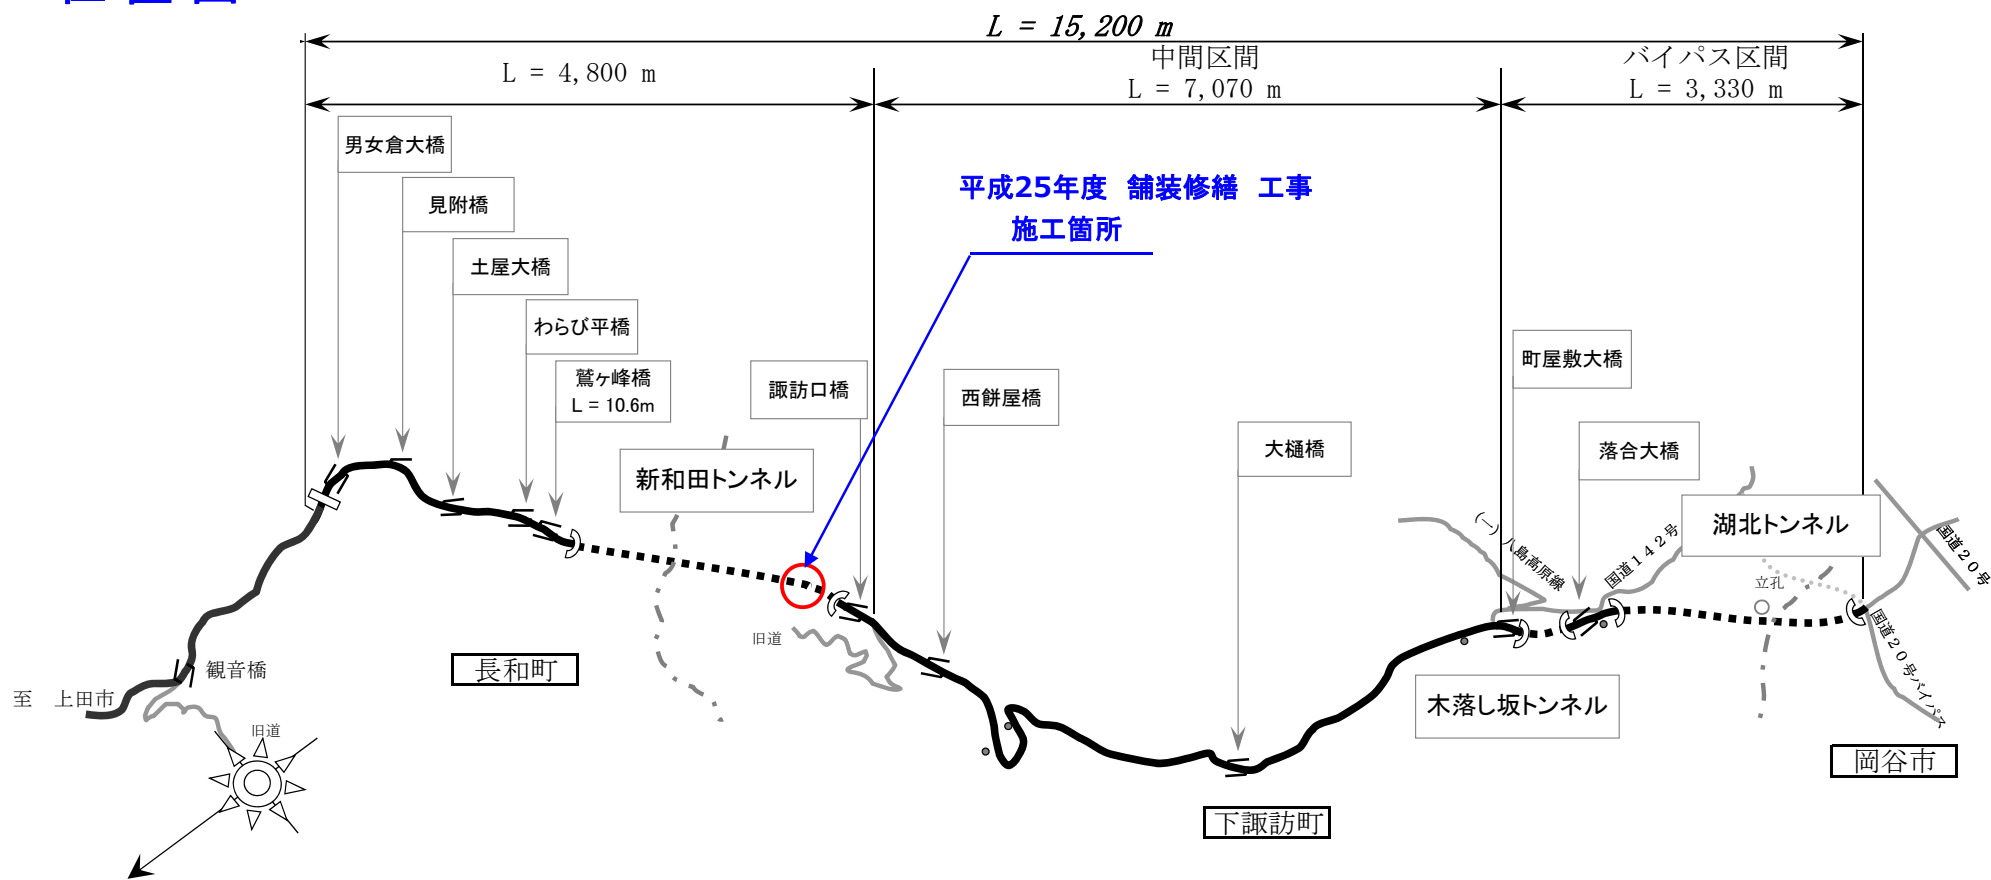 L = 15,200 m
L = 4,800 m
中間区間
L = 7,070 m
バイパス区間
L = 3,330 m
男女倉大橋
見附橋
土屋大橋
わらび平橋
鷲ヶ峰橋
L = 10.6m
諏訪口橋
西餅屋橋
大樋橋
町屋敷大橋
落合大橋
平成25年度 舗装修繕 工事
施工箇所
新和田トンネル
湖北トンネル
木落し坂トンネル
(一)八島高原線
国道142号
国道20号
国道20号バイパス
立孔
旧道
観音橋
至 上田市
旧道
長和町
下諏訪町
岡谷市